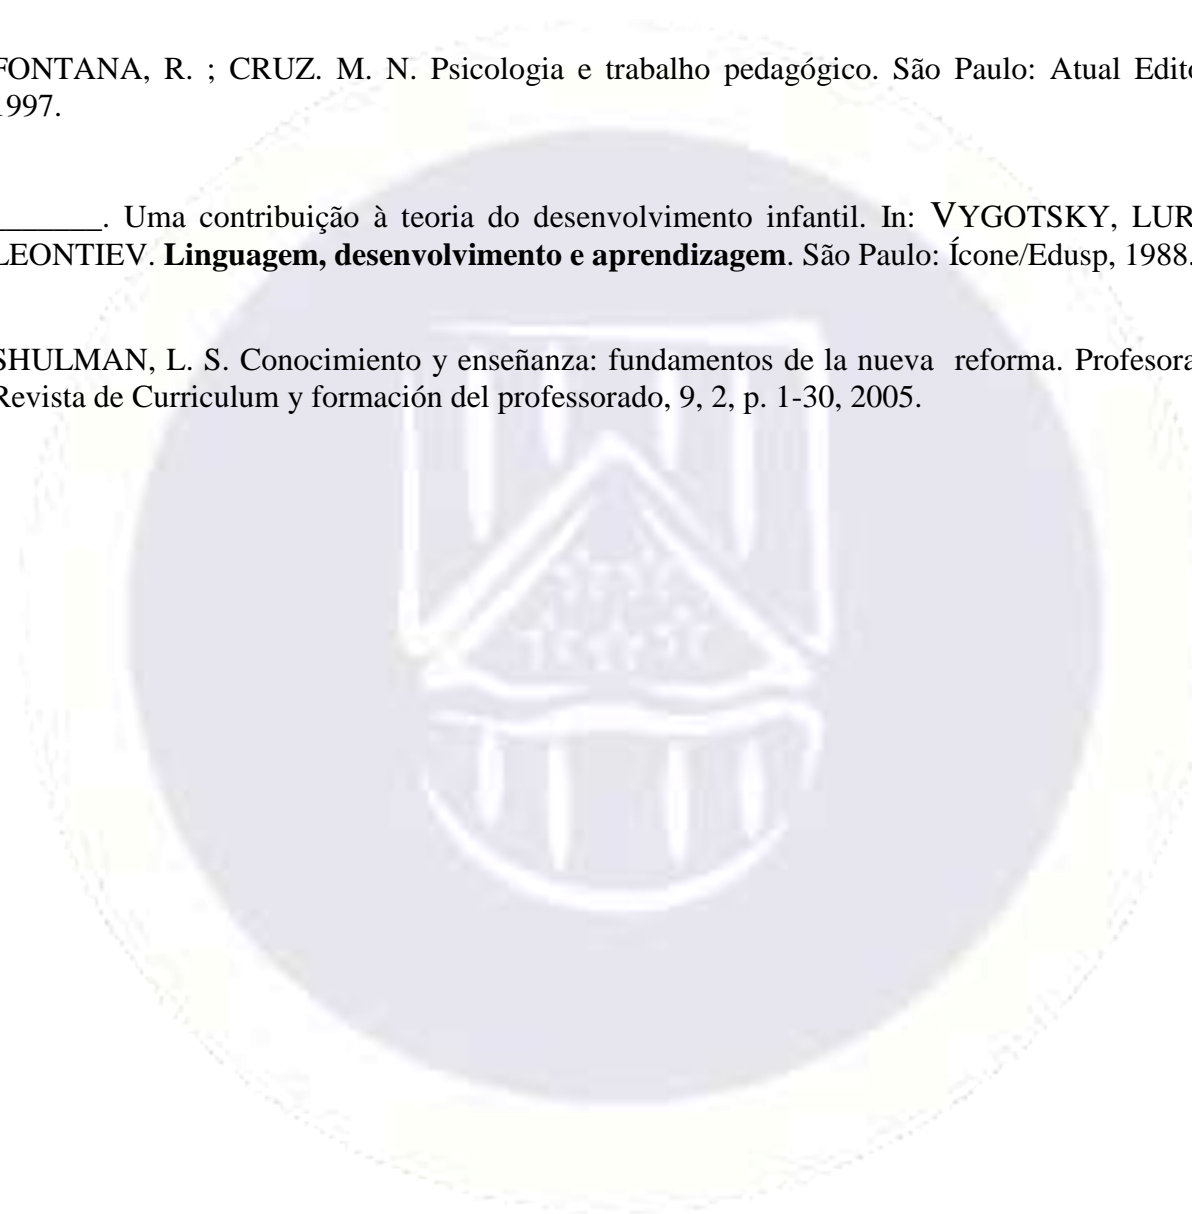 FONTANA, R. ; CRUZ. M. N. Psicologia e trabalho pedagógico. São Paulo: Atual Edito
1997.
________. Uma contribuição à teoria do desenvolvimento infantil. In: VYGOTSKY, LUR
LEONTIEV. Linguagem, desenvolvimento e aprendizagem. São Paulo: Ícone/Edusp, 1988.
SHULMAN, L. S. Conocimiento y enseñanza: fundamentos de la nueva reforma. Profesora
Revista de Curriculum y formación del professorado, 9, 2, p. 1-30, 2005.